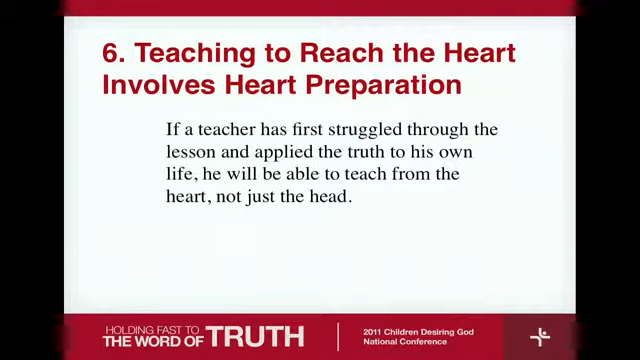 6. Teaching to Reach the Heart
Involves Heart Preparation
If a teacher has first struggled through the
lesson and applied the truth to his own
life, he will be able to teach from the
heart, not just the head.
HOLDING FAST TO
THE WORD OF TRUTH
2011 Children Desiring God
National Conference